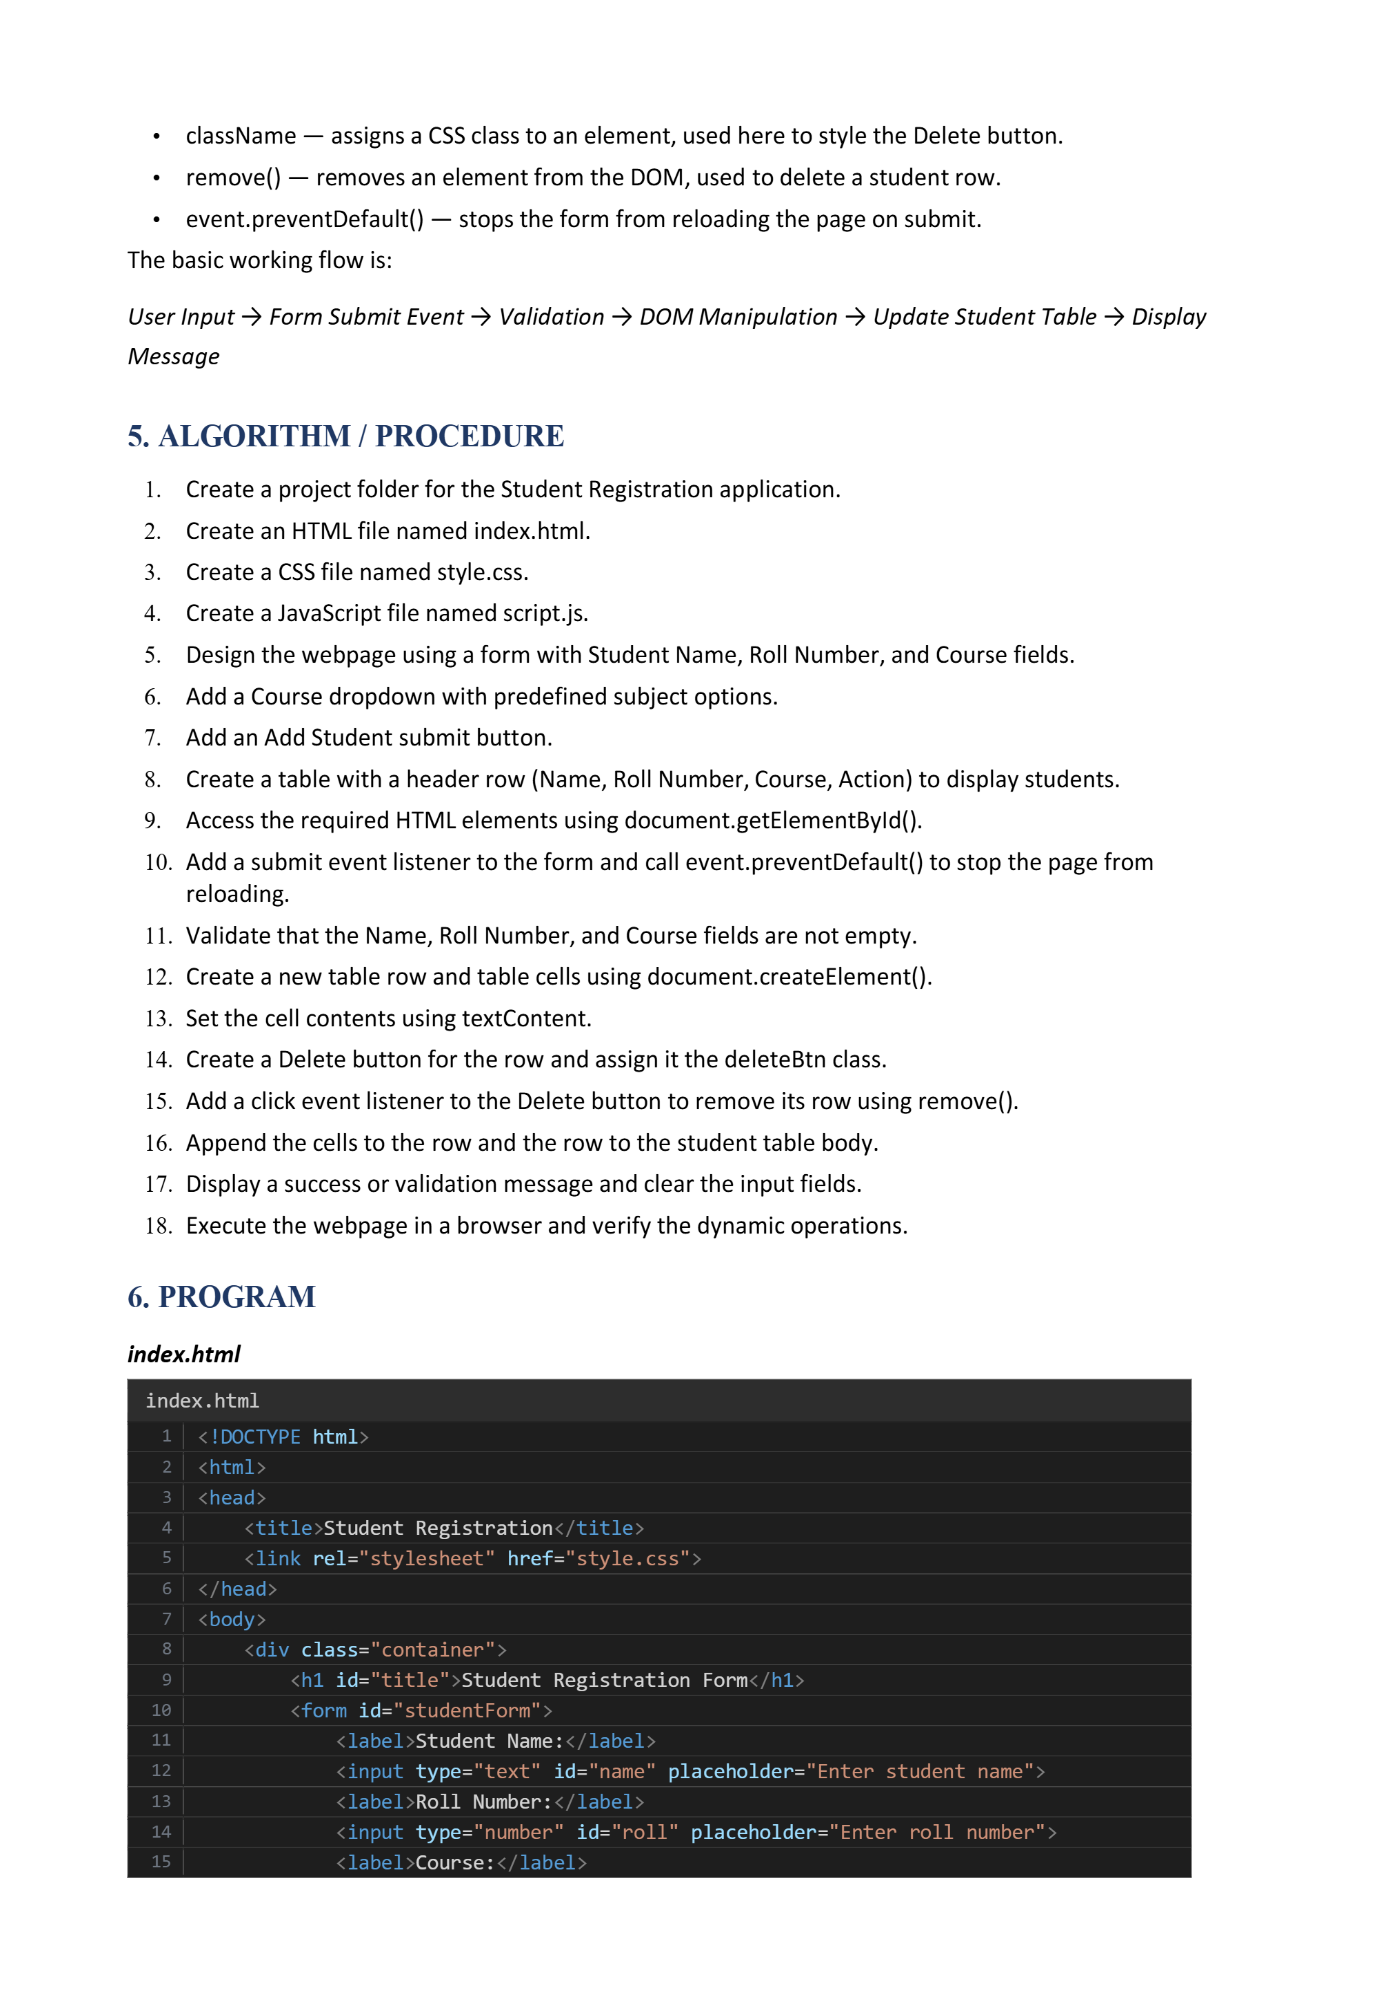 • className — assigns a CSS class to an element, used here to style the Delete button.
• remove() — removes an element from the DOM, used to delete a student row.
• event.preventDefault() — stops the form from reloading the page on submit.
The basic working flow is:
User Input → Form Submit Event → Validation → DOM Manipulation → Update Student Table → Display
Message
5. ALGORITHM / PROCEDURE
1. Create a project folder for the Student Registration application.
2. Create an HTML file named index.html.
3. Create a CSS file named style.css.
4. Create a JavaScript file named script.js.
5. Design the webpage using a form with Student Name, Roll Number, and Course fields.
6. Add a Course dropdown with predefined subject options.
7. Add an Add Student submit button.
8. Create a table with a header row (Name, Roll Number, Course, Action) to display students.
9. Access the required HTML elements using document.getElementById().
10. Add a submit event listener to the form and call event.preventDefault() to stop the page from
reloading.
11. Validate that the Name, Roll Number, and Course fields are not empty.
12. Create a new table row and table cells using document.createElement().
13. Set the cell contents using textContent.
14. Create a Delete button for the row and assign it the deleteBtn class.
15. Add a click event listener to the Delete button to remove its row using remove().
16. Append the cells to the row and the row to the student table body.
17. Display a success or validation message and clear the input fields.
18. Execute the webpage in a browser and verify the dynamic operations.
6. PROGRAM
index.html
index.html
1 <!DOCTYPE html>
2 <html>
3 <head>
4     <title>Student Registration</title>
5     <link rel="stylesheet" href="style.css">
6 </head>
7 <body>
8     <div class="container">
9         <h1 id="title">Student Registration Form</h1>
10         <form id="studentForm">
11             <label>Student Name:</label>
12             <input type="text" id="name" placeholder="Enter student name">
13             <label>Roll Number:</label>
14             <input type="number" id="roll" placeholder="Enter roll number">
15             <label>Course:</label>